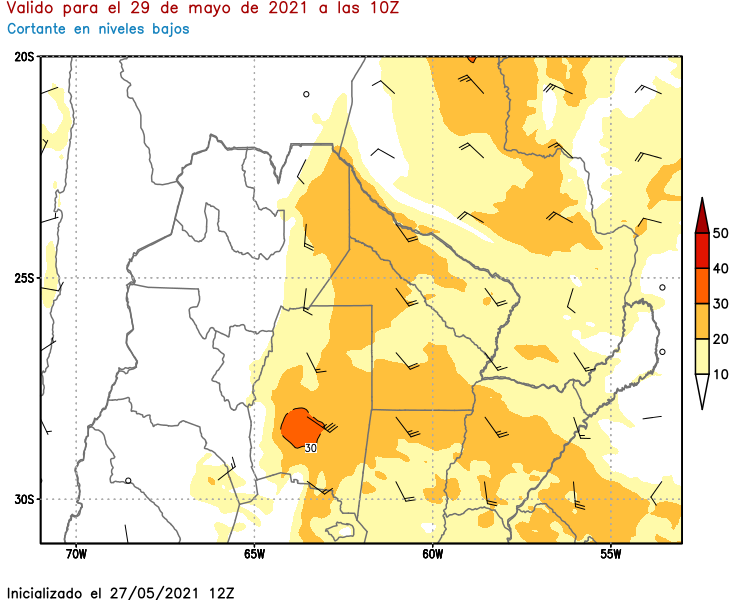 Valido para el 29 de mayo de 2021 a las 10Z
Cortante en niveles bajos
20S
25S
30S
70W
65W
60W
55W
30
50
40
30
20
10
Inicializado el 27/05/2021 12Z